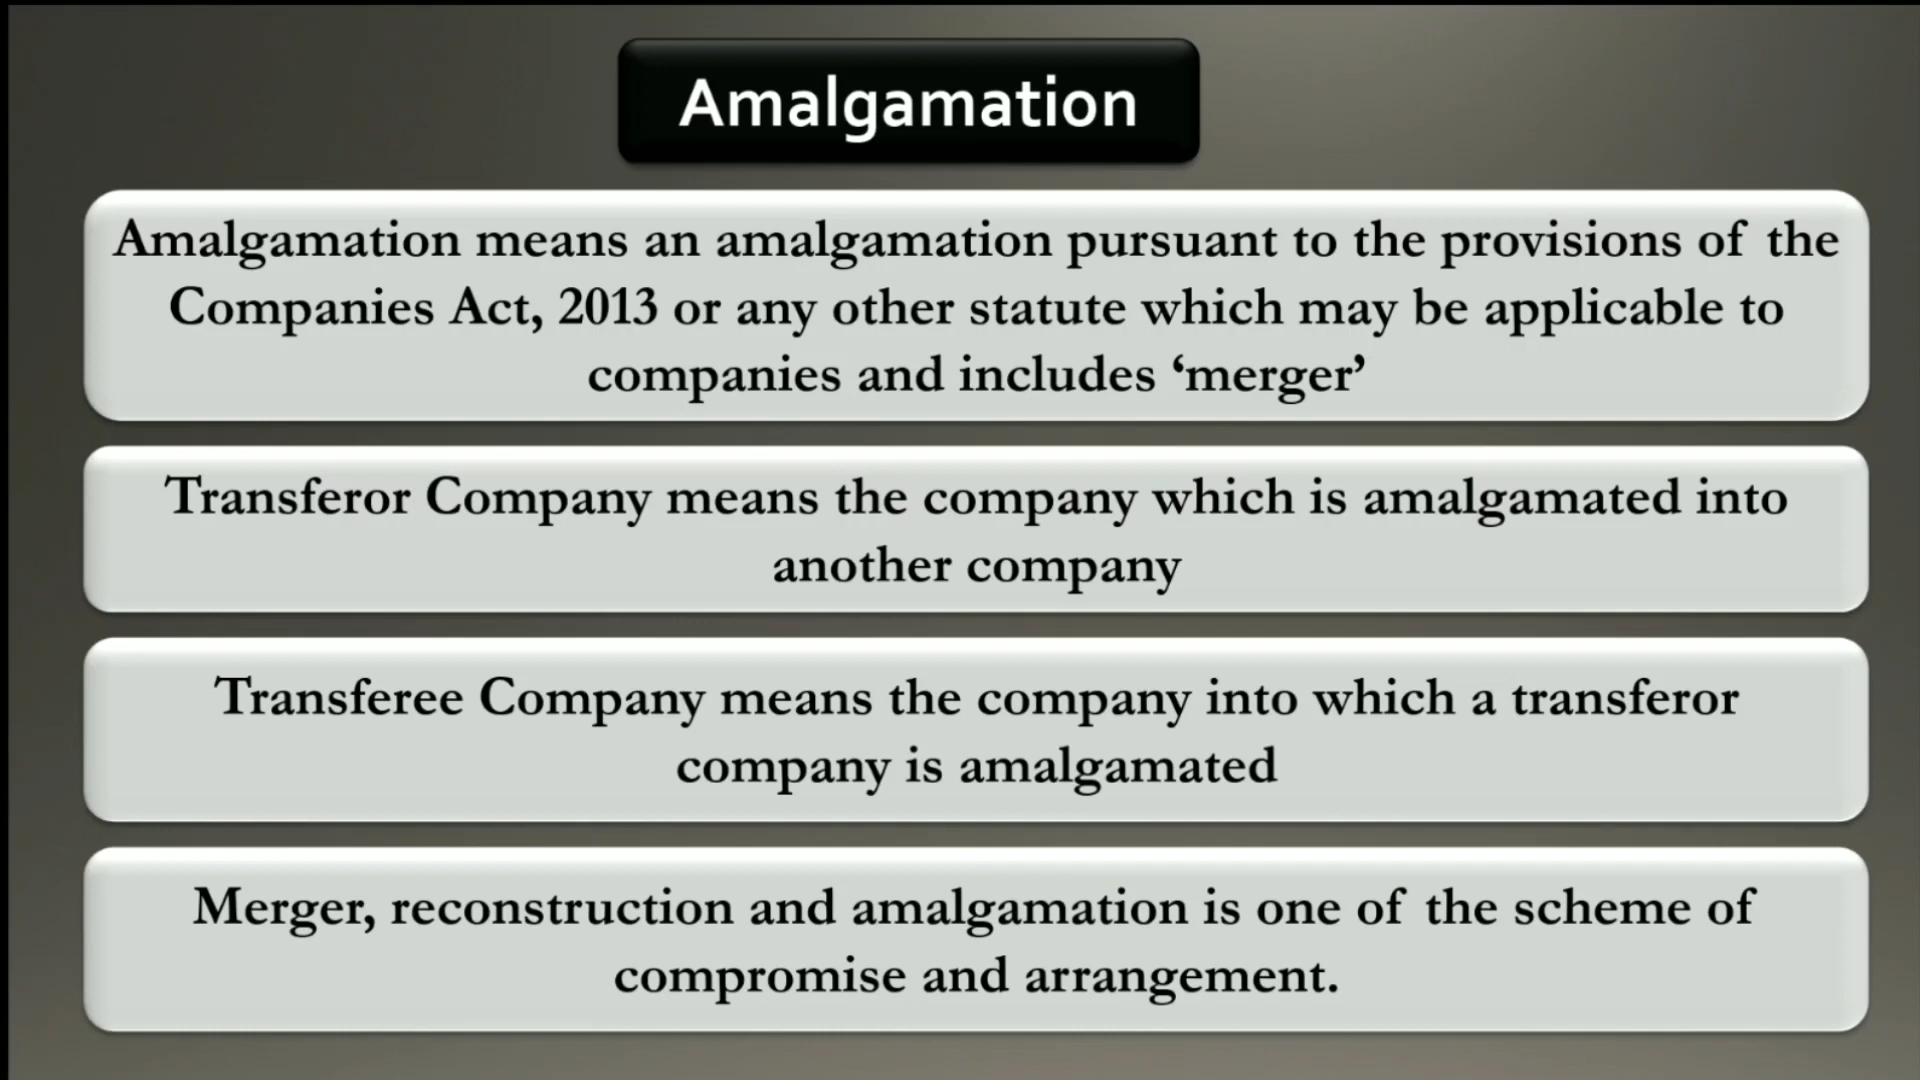 Amalgamation
Amalgamation means an amalgamation pursuant to the provisions of the
Companies Act, 2013 or any other statute which may be applicable to
companies and includes ‘merger’
Transferor Company means the company which is amalgamated into
another company
Transferee Company means the company into which a transferor
company is amalgamated
Merger, reconstruction and amalgamation is one of the scheme of
compromise and arrangement.